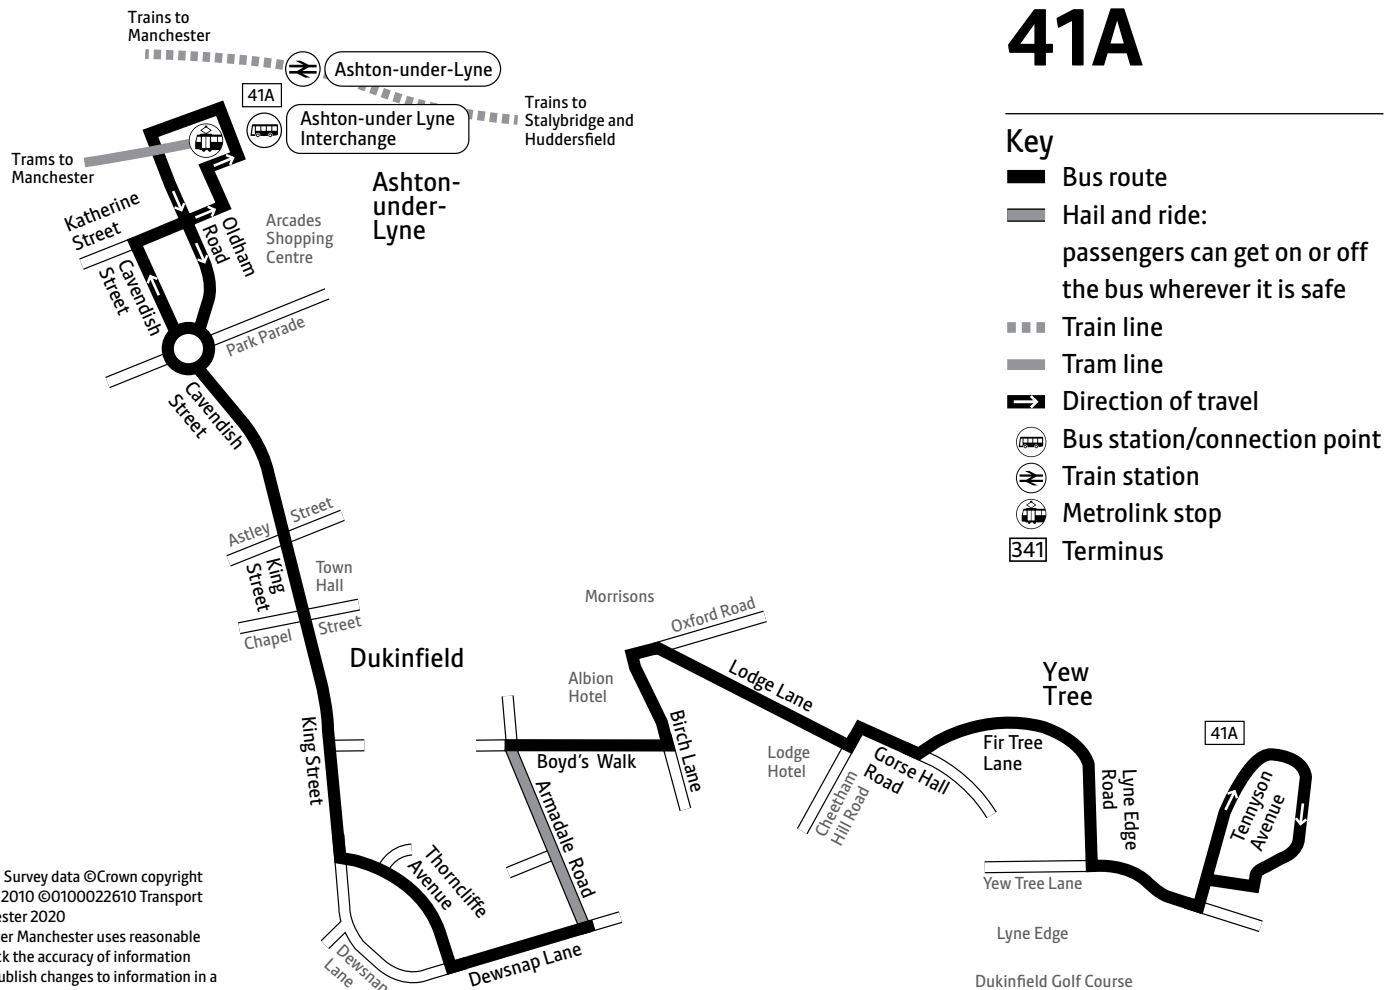 41A
Key
Bus route
Hail and ride:
passengers can get on or off
the bus wherever it is safe
Train line
Tram line
Direction of travel
Bus station/connection point
Train station
Metrolink stop
341 Terminus
Trains to
Manchester
Ashton-under-Lyne
41A
Ashton-under Lyne
Interchange
Trains to
Stalybridge and
Huddersfield
Trams to
Manchester
Ashton-
under-
Lyne
Katherine
Street
Oldham
Road
Arcades
Shopping
Centre
Cavendish
Street
Park Parade
Cavendish
Street
Astley Street
King
Street
Town
Hall
Chapel Street
Dukinfield
King Street
Thorncliffe
Avenue
Dewsnap
Lane
Dewsnap Lane
Armadale Road
Boyd's Walk
Birch Lane
Albion
Hotel
Morrisons
Oxford Road
Lodge Lane
Lodge
Hotel
Cheetham
Hill Road
Gorse Hall
Road
Fir Tree
Lane
Yew
Tree
Lyne Edge
Road
Yew Tree Lane
41A
Tennyson
Avenue
Lyne Edge
Dukinfield Golf Course
Survey data ©Crown copyright
2010 ©0100022610 Transport
ester 2020
er Manchester uses reasonable
k the accuracy of information
ublish changes to information in a